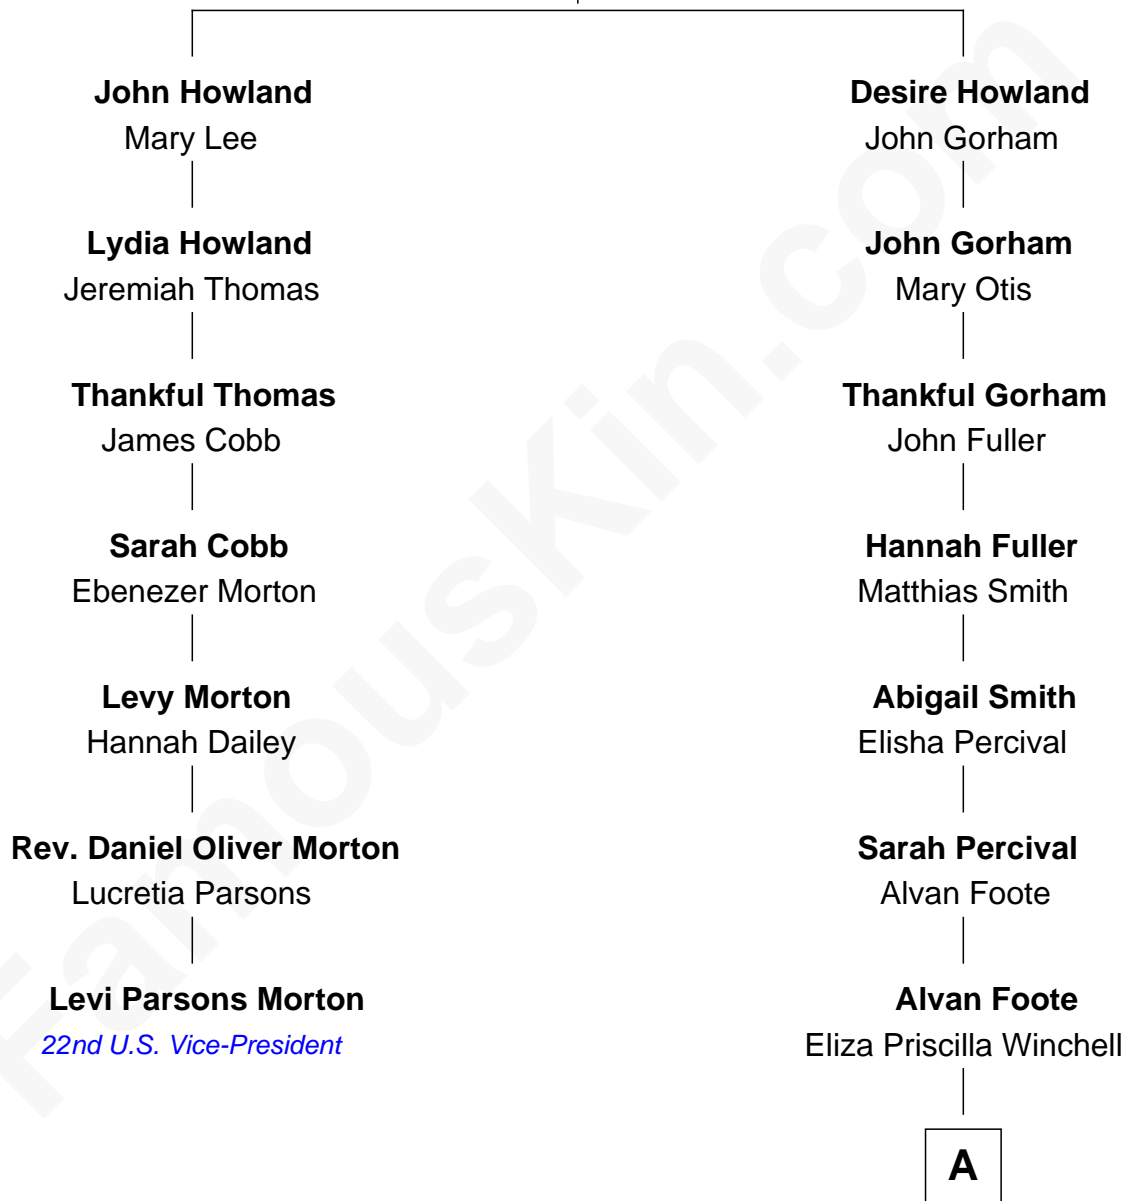 John Howland
Mary Lee
Lydia Howland
Jeremiah Thomas
Thankful Thomas
James Cobb
Sarah Cobb
Ebenezer Morton
Levy Morton
Hannah Dailey
Rev. Daniel Oliver Morton
Lucretia Parsons
Levi Parsons Morton
22nd U.S. Vice-President
Desire Howland
John Gorham
John Gorham
Mary Otis
Thankful Gorham
John Fuller
Hannah Fuller
Matthias Smith
Abigail Smith
Elisha Percival
Sarah Percival
Alvan Foote
Alvan Foote
Eliza Priscilla Winchell
A
FamousKin.com